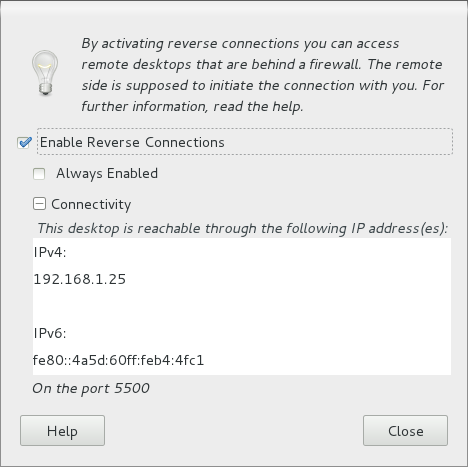 By activating reverse connections you can access
remote desktops that are behind a firewall. The remote
side is supposed to initiate the connection with you. For
further information, read the help.
Enable Reverse Connections
Always Enabled
Connectivity
This desktop is reachable through the following IP address(es):
IPv4:
192.168.1.25
IPv6:
fe80::4a5d:60ff:feb4:4fc1
On the port 5500
Help
Close